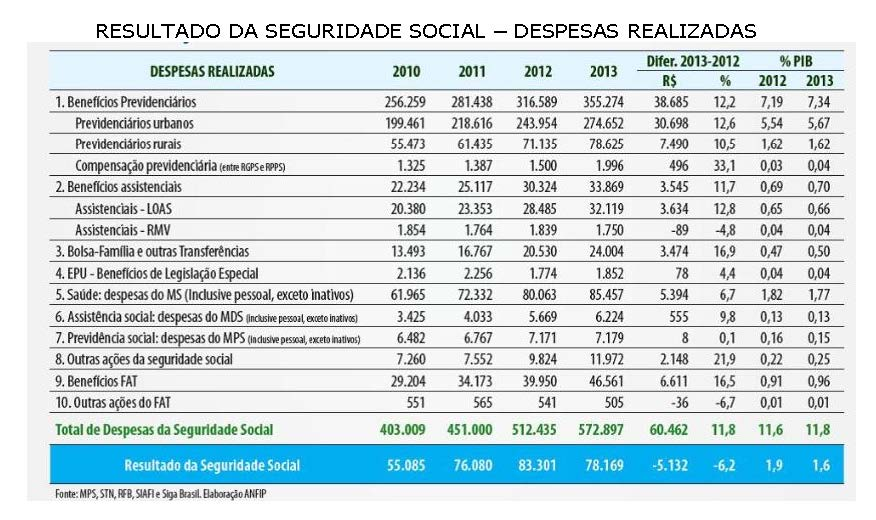 RESULTADO DA SEGURIDADE SOCIAL – DESPESAS REALIZADAS
DESPESAS REALIZADAS 2010 2011 2012 2013 Difer. 2013-2012 % PIB
R$ % 2012 2013
1. Benefícios Previdenciários 256.259 281.438 316.589 355.274 38.685 12,2 7,19 7,34
Previdenciários urbanos 199.461 218.616 243.954 274.652 30.698 12,6 5,54 5,67
Previdenciários rurais 55.473 61.435 71.135 78.625 7.490 10,5 1,62 1,62
Compensação previdenciária (entre RGPS e RPPS) 1.325 1.387 1.500 1.996 496 33,1 0,03 0,04
2. Benefícios assistenciais 22.234 25.117 30.324 33.869 3.545 11,7 0,69 0,70
Assistenciais - LOAS 20.380 23.353 28.485 32.119 3.634 12,8 0,65 0,66
Assistenciais - RMV 1.854 1.764 1.839 1.750 -89 -4,8 0,04 0,04
3. Bolsa-Família e outras Transferências 13.493 16.767 20.530 24.004 3.474 16,9 0,47 0,50
4. EPU - Benefícios de Legislação Especial 2.136 2.256 1.774 1.852 78 4,4 0,04 0,04
5. Saúde: despesas do MS (Inclusive pessoal, exceto inativos) 61.965 72.332 80.063 85.457 5.394 6,7 1,82 1,77
6. Assistência social: despesas do MDS (inclusive pessoal, exceto inativos) 3.425 4.033 5.669 6.224 555 9,8 0,13 0,13
7. Previdência social: despesas do MPS (inclusive pessoal, exceto inativos) 6.482 6.767 7.171 7.179 8 0,1 0,16 0,15
8. Outras ações da seguridade social 7.260 7.552 9.824 11.972 2.148 21,9 0,22 0,25
9. Benefícios FAT 29.204 34.173 39.950 46.561 6.611 16,5 0,91 0,96
10. Outras ações do FAT 551 565 541 505 -36 -6,7 0,01 0,01
Total de Despesas da Seguridade Social 403.009 451.000 512.435 572.897 60.462 11,8 11,6 11,8
Resultado da Seguridade Social 55.085 76.080 83.301 78.169 -5.132 -6,2 1,9 1,6
Fonte: MPS, STN, RFB, SIAFI e Siga Brasil. Elaboração ANFIP